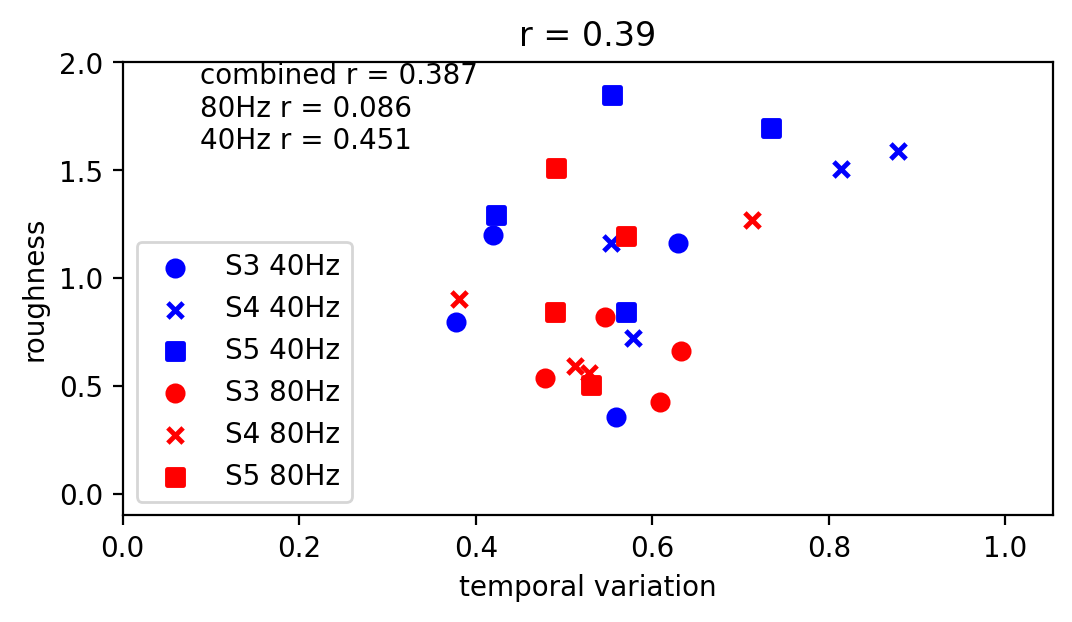 r = 0.39
combined r = 0.387
80Hz r = 0.086
40Hz r = 0.451
2.0
1.5
1.0
0.5
0.0
roughness
S3 40Hz
S4 40Hz
S5 40Hz
S3 80Hz
S4 80Hz
S5 80Hz
0.0 0.2 0.4 0.6 0.8 1.0
temporal variation